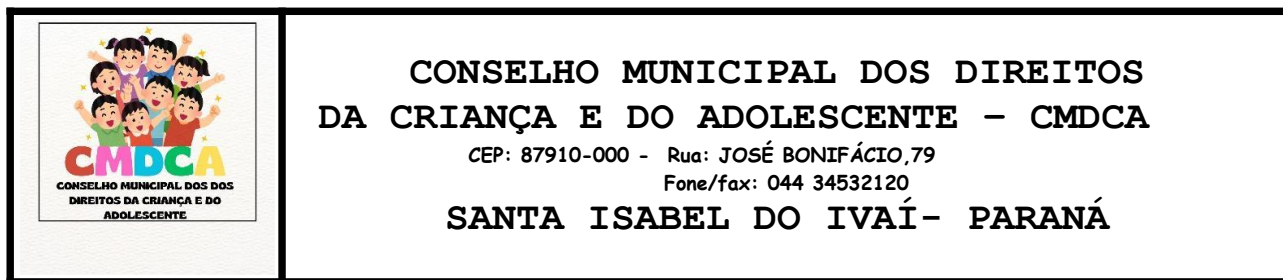 CMDCA
CONSELHO MUNICIPAL DOS DOS
DIREITOS DA CRIANÇA E DO
ADOLESCENTE
CONSELHO MUNICIPAL DOS DIREITOS
DA CRIANÇA E DO ADOLESCENTE – CMDCA
CEP: 87910-000 - Rua: JOSÉ BONIFÁCIO,79
Fone/fax: 044 34532120
SANTA ISABEL DO IVAÍ- PARANÁ